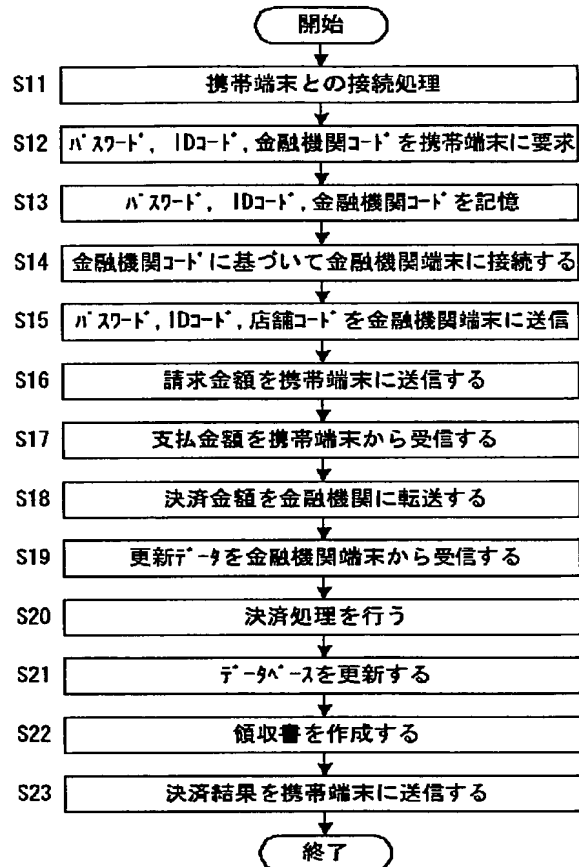 開始
S11 携帯端末との接続処理
S12 パスワード, IDコード, 金融機関コードを携帯端末に要求
S13 パスワード, IDコード, 金融機関コードを記憶
S14 金融機関コードに基づいて金融機関端末に接続する
S15 パスワード, IDコード, 店舗コードを金融機関端末に送信
S16 請求金額を携帯端末に送信する
S17 支払金額を携帯端末から受信する
S18 決済金額を金融機関に転送する
S19 更新データを金融機関端末から受信する
S20 決済処理を行う
S21 データベースを更新する
S22 領収書を作成する
S23 決済結果を携帯端末に送信する
終了